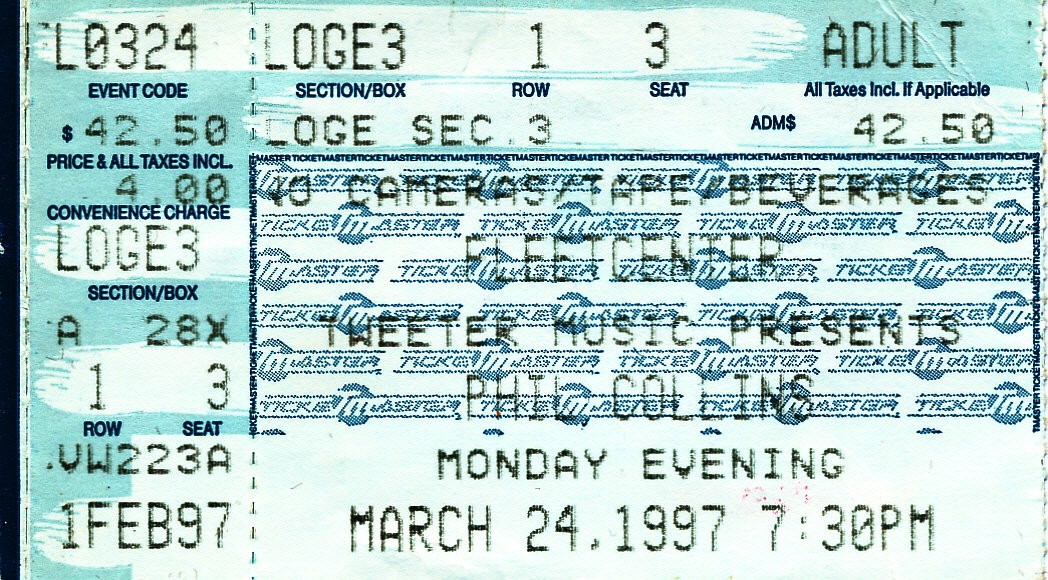 L0324 LOGE3 1 3 ADULT
EVENT CODE SECTION/BOX ROW SEAT All Taxes Incl. If Applicable
$ 42.50 LOGE SEC.3 ADM$ 42.50
PRICE & ALL TAXES INCL.
4.00 CAMERAS/TAPE/BEVERAGES
CONVENIENCE CHARGE
LOGE3 FLEETCENTER
SECTION/BOX
A 28X TWEETER MUSIC PRESENTS
1 3 PHIL COLLINS
ROW SEAT
.VW223A MONDAY EVENING
1FEB97 MARCH 24,1997 7:30PM